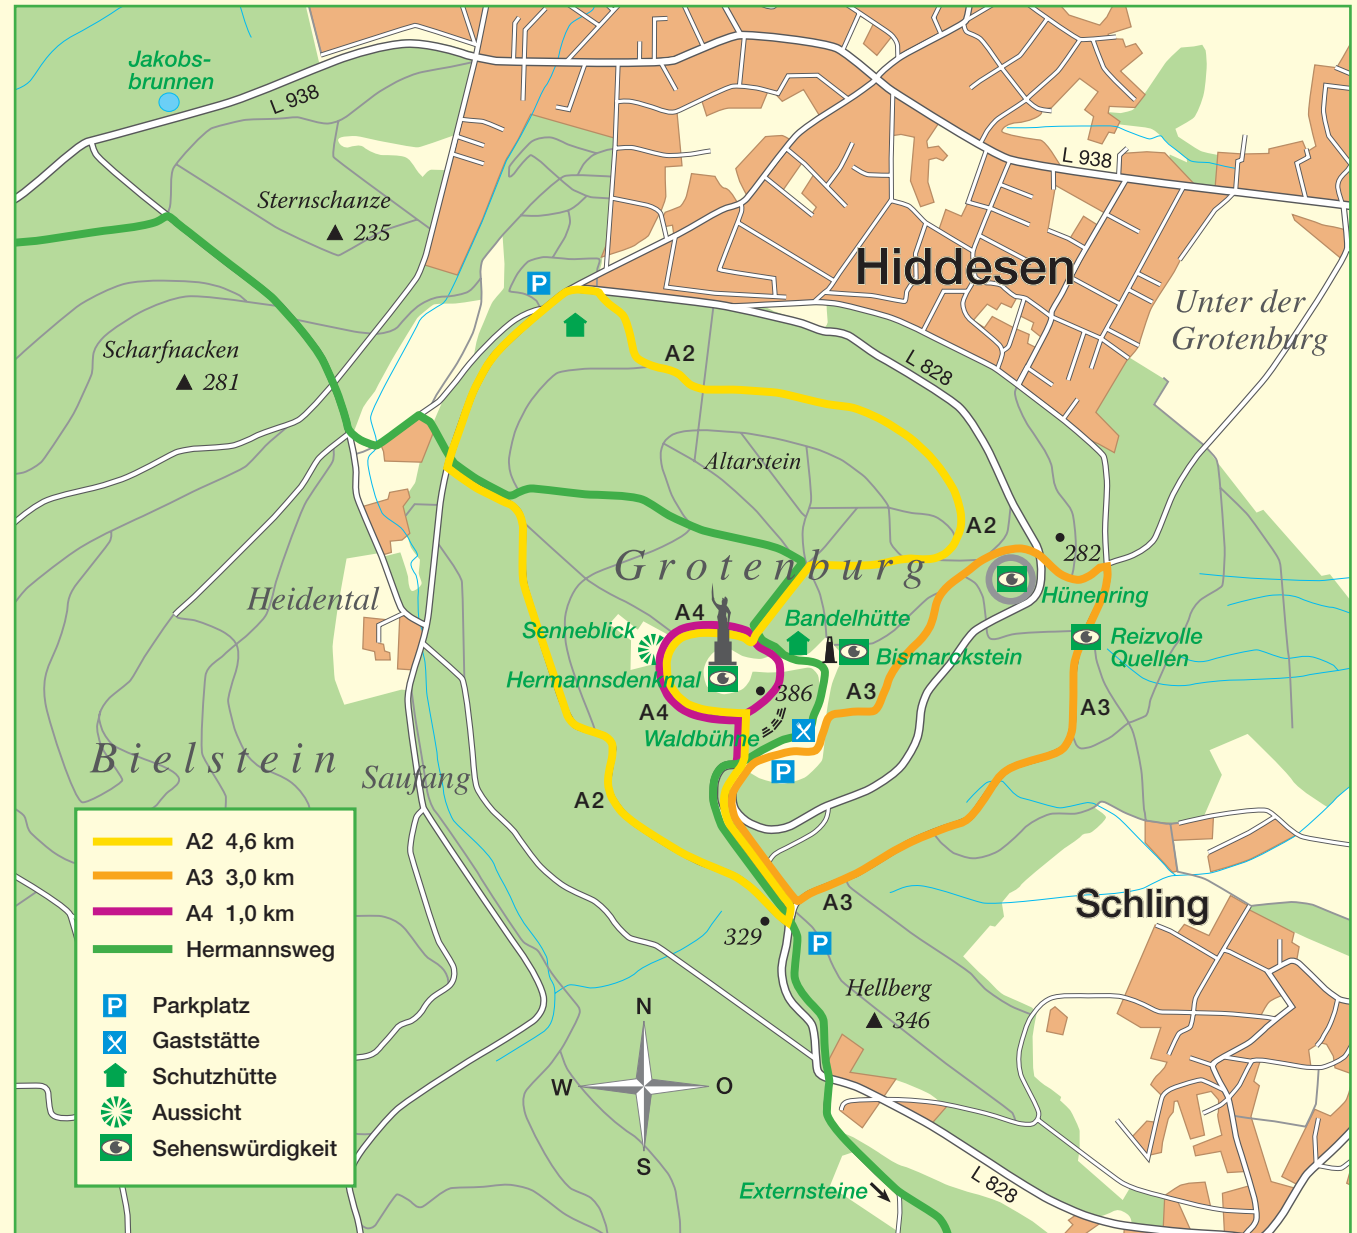 Jakobs-
brunnen
L 938
Sternschanze
235
L 938
Hiddesen
P
Unter der
Grotenburg
Scharfnacken
281
A2
L 828
Altarstein
A2
282
Grotenburg
Hünenring
Heidental
A4
Bandelhütte
Senneblick
Reizvolle
Quellen
Bismarckstein
Hermannsdenkmal
386
A3
A3
A4
Waldbühne
Bielstein
Saufang
P
A2
A3
Schling
329
P
Hellberg
346
A2 4,6 km
A3 3,0 km
A4 1,0 km
Hermannsweg
P Parkplatz
Gaststätte
Schutzhütte
Aussicht
Sehenswürdigkeit
N
W
O
S
Externsteine
L 828